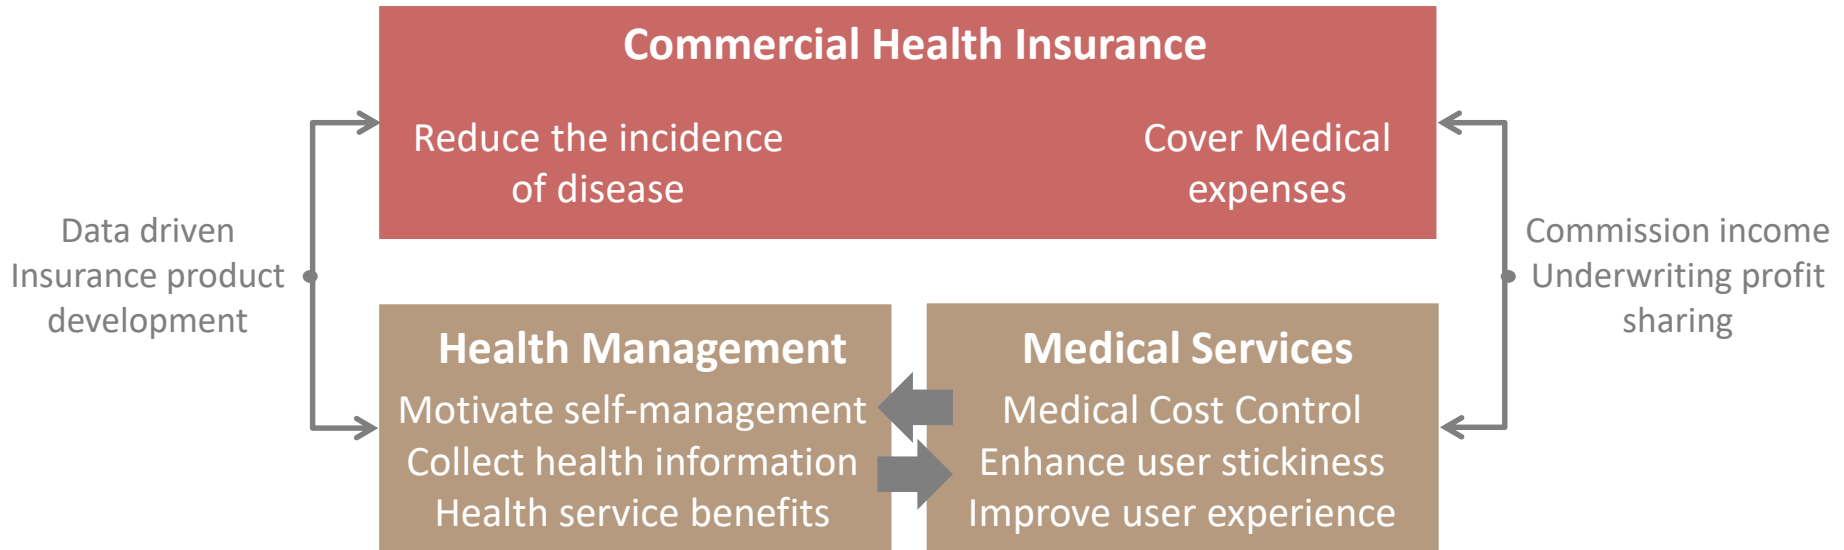 Commercial Health Insurance
Reduce the incidence
of disease
Cover Medical
expenses
Data driven
Insurance product
development
Commission income
Underwriting profit
sharing
Health Management
Motivate self-management
Collect health information
Health service benefits
Medical Services
Medical Cost Control
Enhance user stickiness
Improve user experience